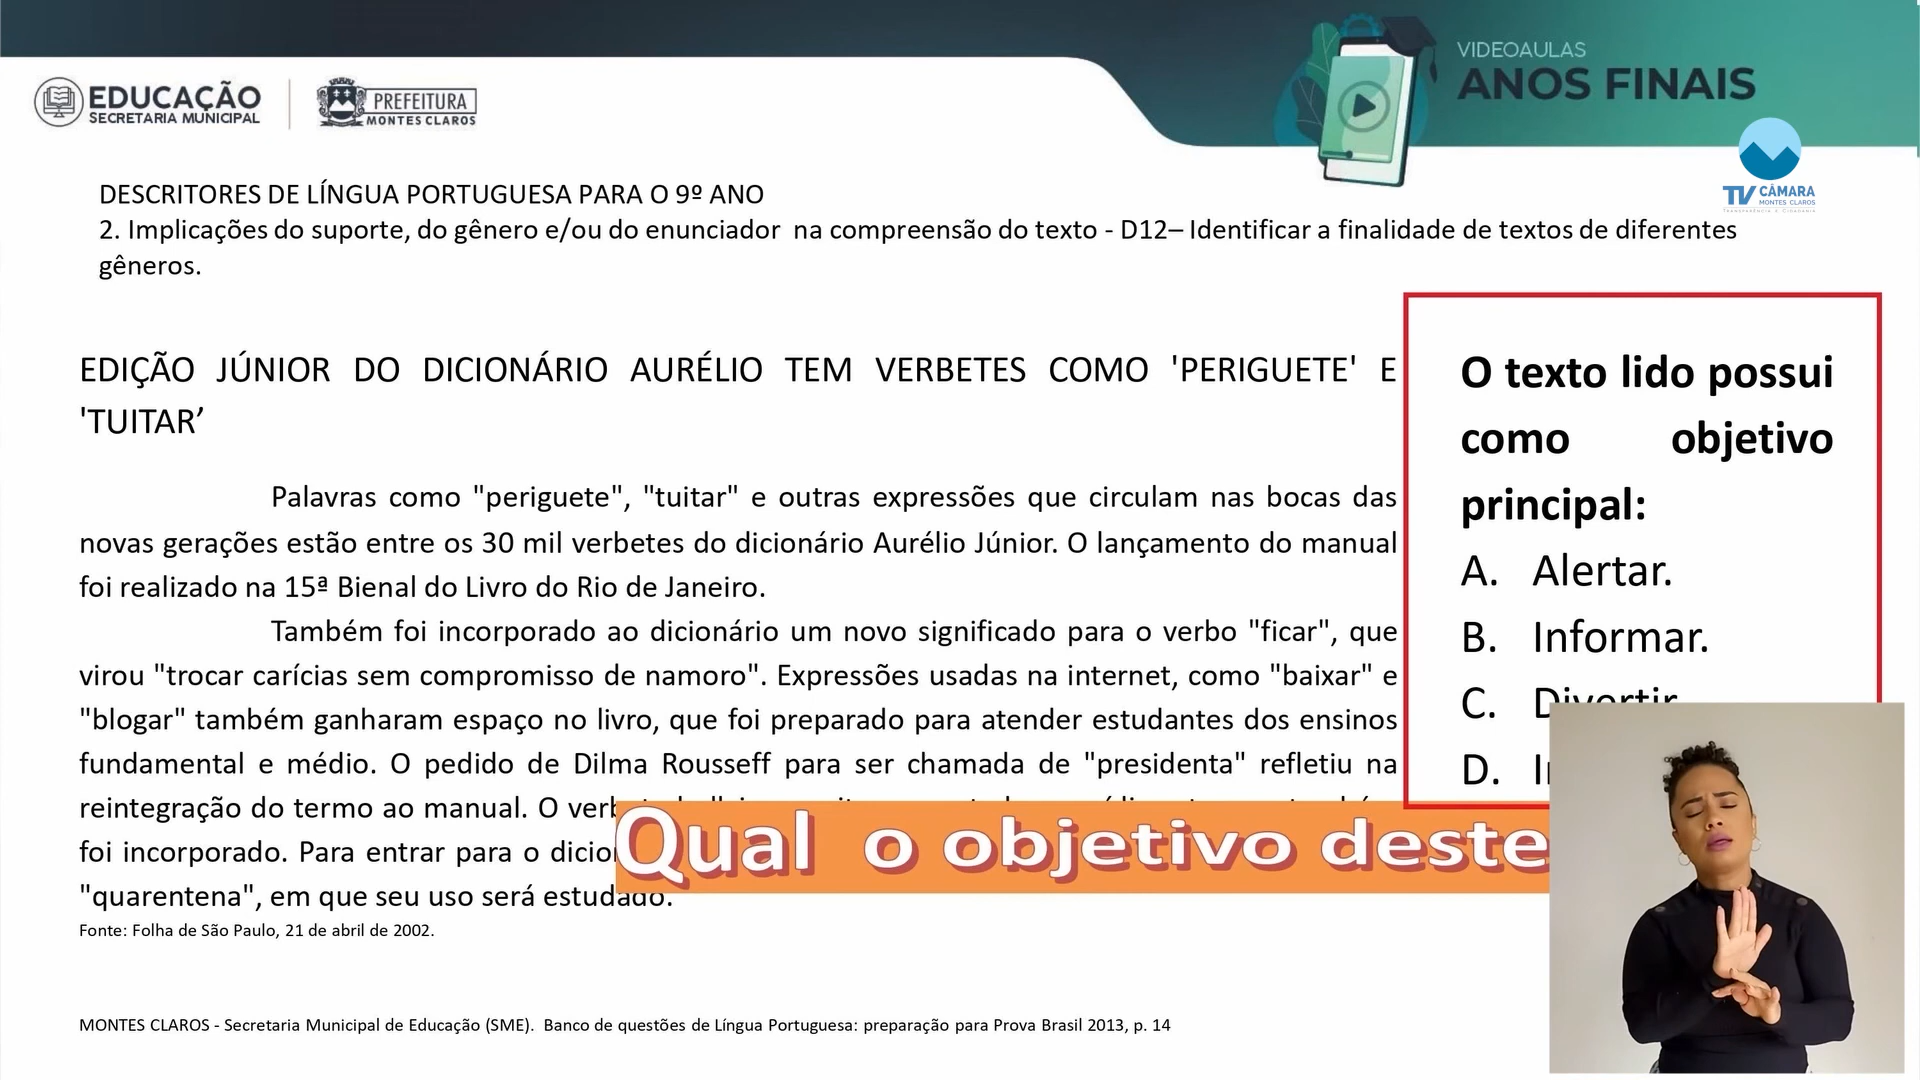 EDUCAÇÃO
SECRETARIA MUNICIPAL
PREFEITURA
MONTES CLAROS
VIDEOAULAS
ANOS FINAIS
TV CÂMARA
MONTES CLAROS
DESCRITORES DE LÍNGUA PORTUGUESA PARA O 9º ANO
2. Implicações do suporte, do gênero e/ou do enunciador na compreensão do texto - D12– Identificar a finalidade de textos de diferentes
gêneros.
EDIÇÃO JÚNIOR DO DICIONÁRIO AURÉLIO TEM VERBETES COMO 'PERIGUETE' E
'TUITAR’
Palavras como "periguete", "tuitar" e outras expressões que circulam nas bocas das
novas gerações estão entre os 30 mil verbetes do dicionário Aurélio Júnior. O lançamento do manual
foi realizado na 15ª Bienal do Livro do Rio de Janeiro.
Também foi incorporado ao dicionário um novo significado para o verbo "ficar", que
virou "trocar carícias sem compromisso de namoro". Expressões usadas na internet, como "baixar" e
"blogar" também ganharam espaço no livro, que foi preparado para atender estudantes dos ensinos
fundamental e médio. O pedido de Dilma Rousseff para ser chamada de "presidenta" refletiu na
reintegração do termo ao manual. O
foi incorporado. Para entrar para o
"quarentena", em que seu uso será estudado.
Fonte: Folha de São Paulo, 21 de abril de 2002.
MONTES CLAROS - Secretaria Municipal de Educação (SME). Banco de questões de Língua Portuguesa: preparação para Prova Brasil 2013, p. 14
O texto lido possui
como objetivo
principal:
A. Alertar.
B. Informar.
C. Divertir
D.
Qual o objetivo deste